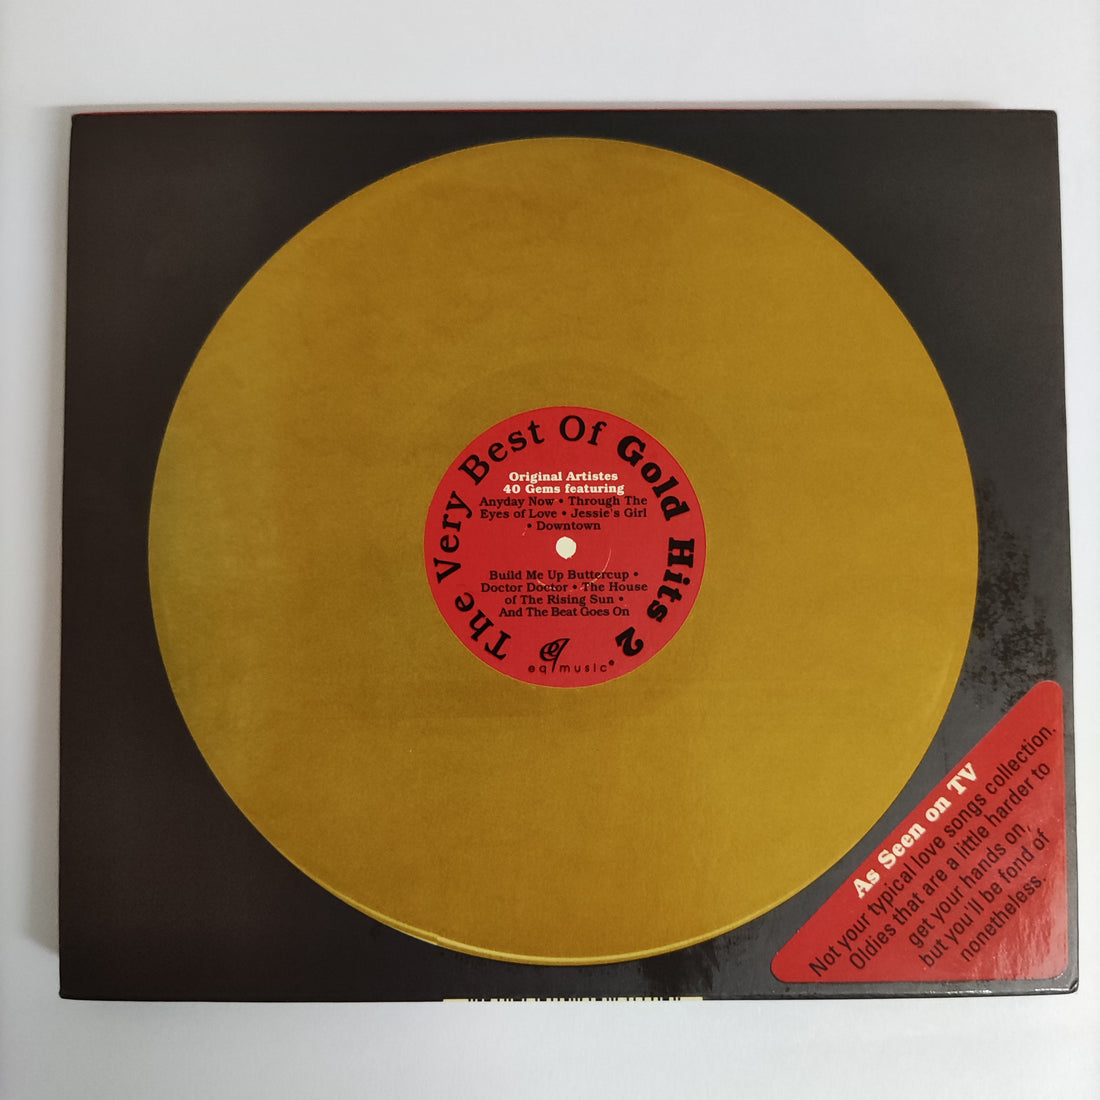 The Very Best Of Gold Hits 2
Original Artistes
40 Gems featuring
Anyday Now • Through The
Eyes of Love • Jessie's Girl
• Downtown
Build Me Up Buttercup •
Doctor Doctor • The House
of The Rising Sun •
And The Beat Goes On
eq music®
As Seen on TV
Not your typical love songs collection.
Oldies that are a little harder to
get your hands on,
but you'll be fond of
nonetheless.